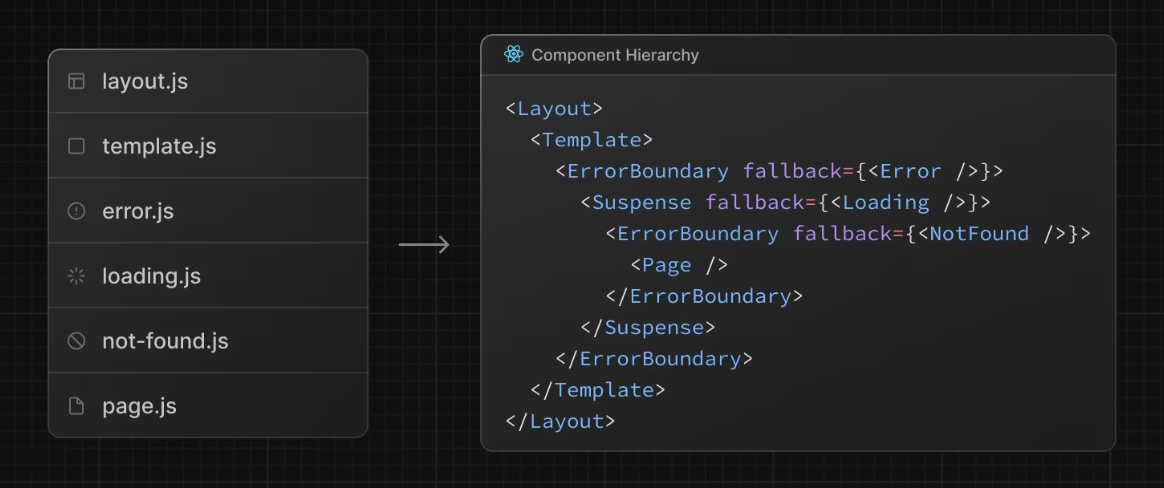 layout.js
template.js
error.js
loading.js
not-found.js
page.js
Component Hierarchy
<Layout>
  <Template>
    <ErrorBoundary fallback={<Error />}>
      <Suspense fallback={<Loading />}>
        <ErrorBoundary fallback={<NotFound />}>
          <Page />
        </ErrorBoundary>
      </Suspense>
    </ErrorBoundary>
  </Template>
</Layout>